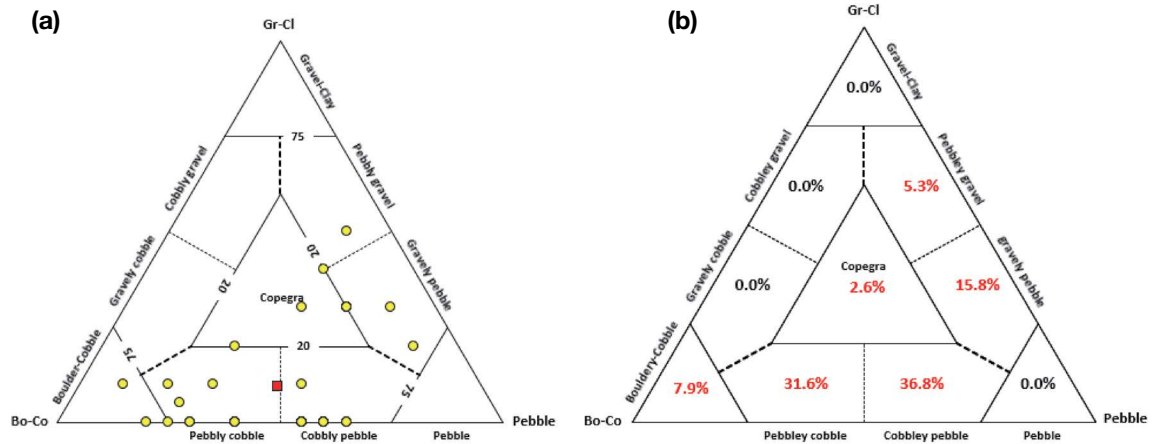 (a)
Gr-Cl
Gravel-Clay
75
Cobbly gravel
Pebbly gravel
Gravely cobble
20
20
Gravely pebble
Copegra
Boulder-Cobble
75
20
75
Bo-Co
Pebble
Pebbly cobble
Cobbly pebble
Pebble
(b)
Gr-Cl
Gravel-Clay
0.0%
Cobbley gravel
Pebbley gravel
0.0%
5.3%
Gravely cobble
gravely pebble
Copegra
0.0%
2.6%
15.8%
Bouldery-Cobble
7.9%
31.6%
36.8%
0.0%
Bo-Co
Pebble
Pebbley cobble
Cobbley pebble
Pebble